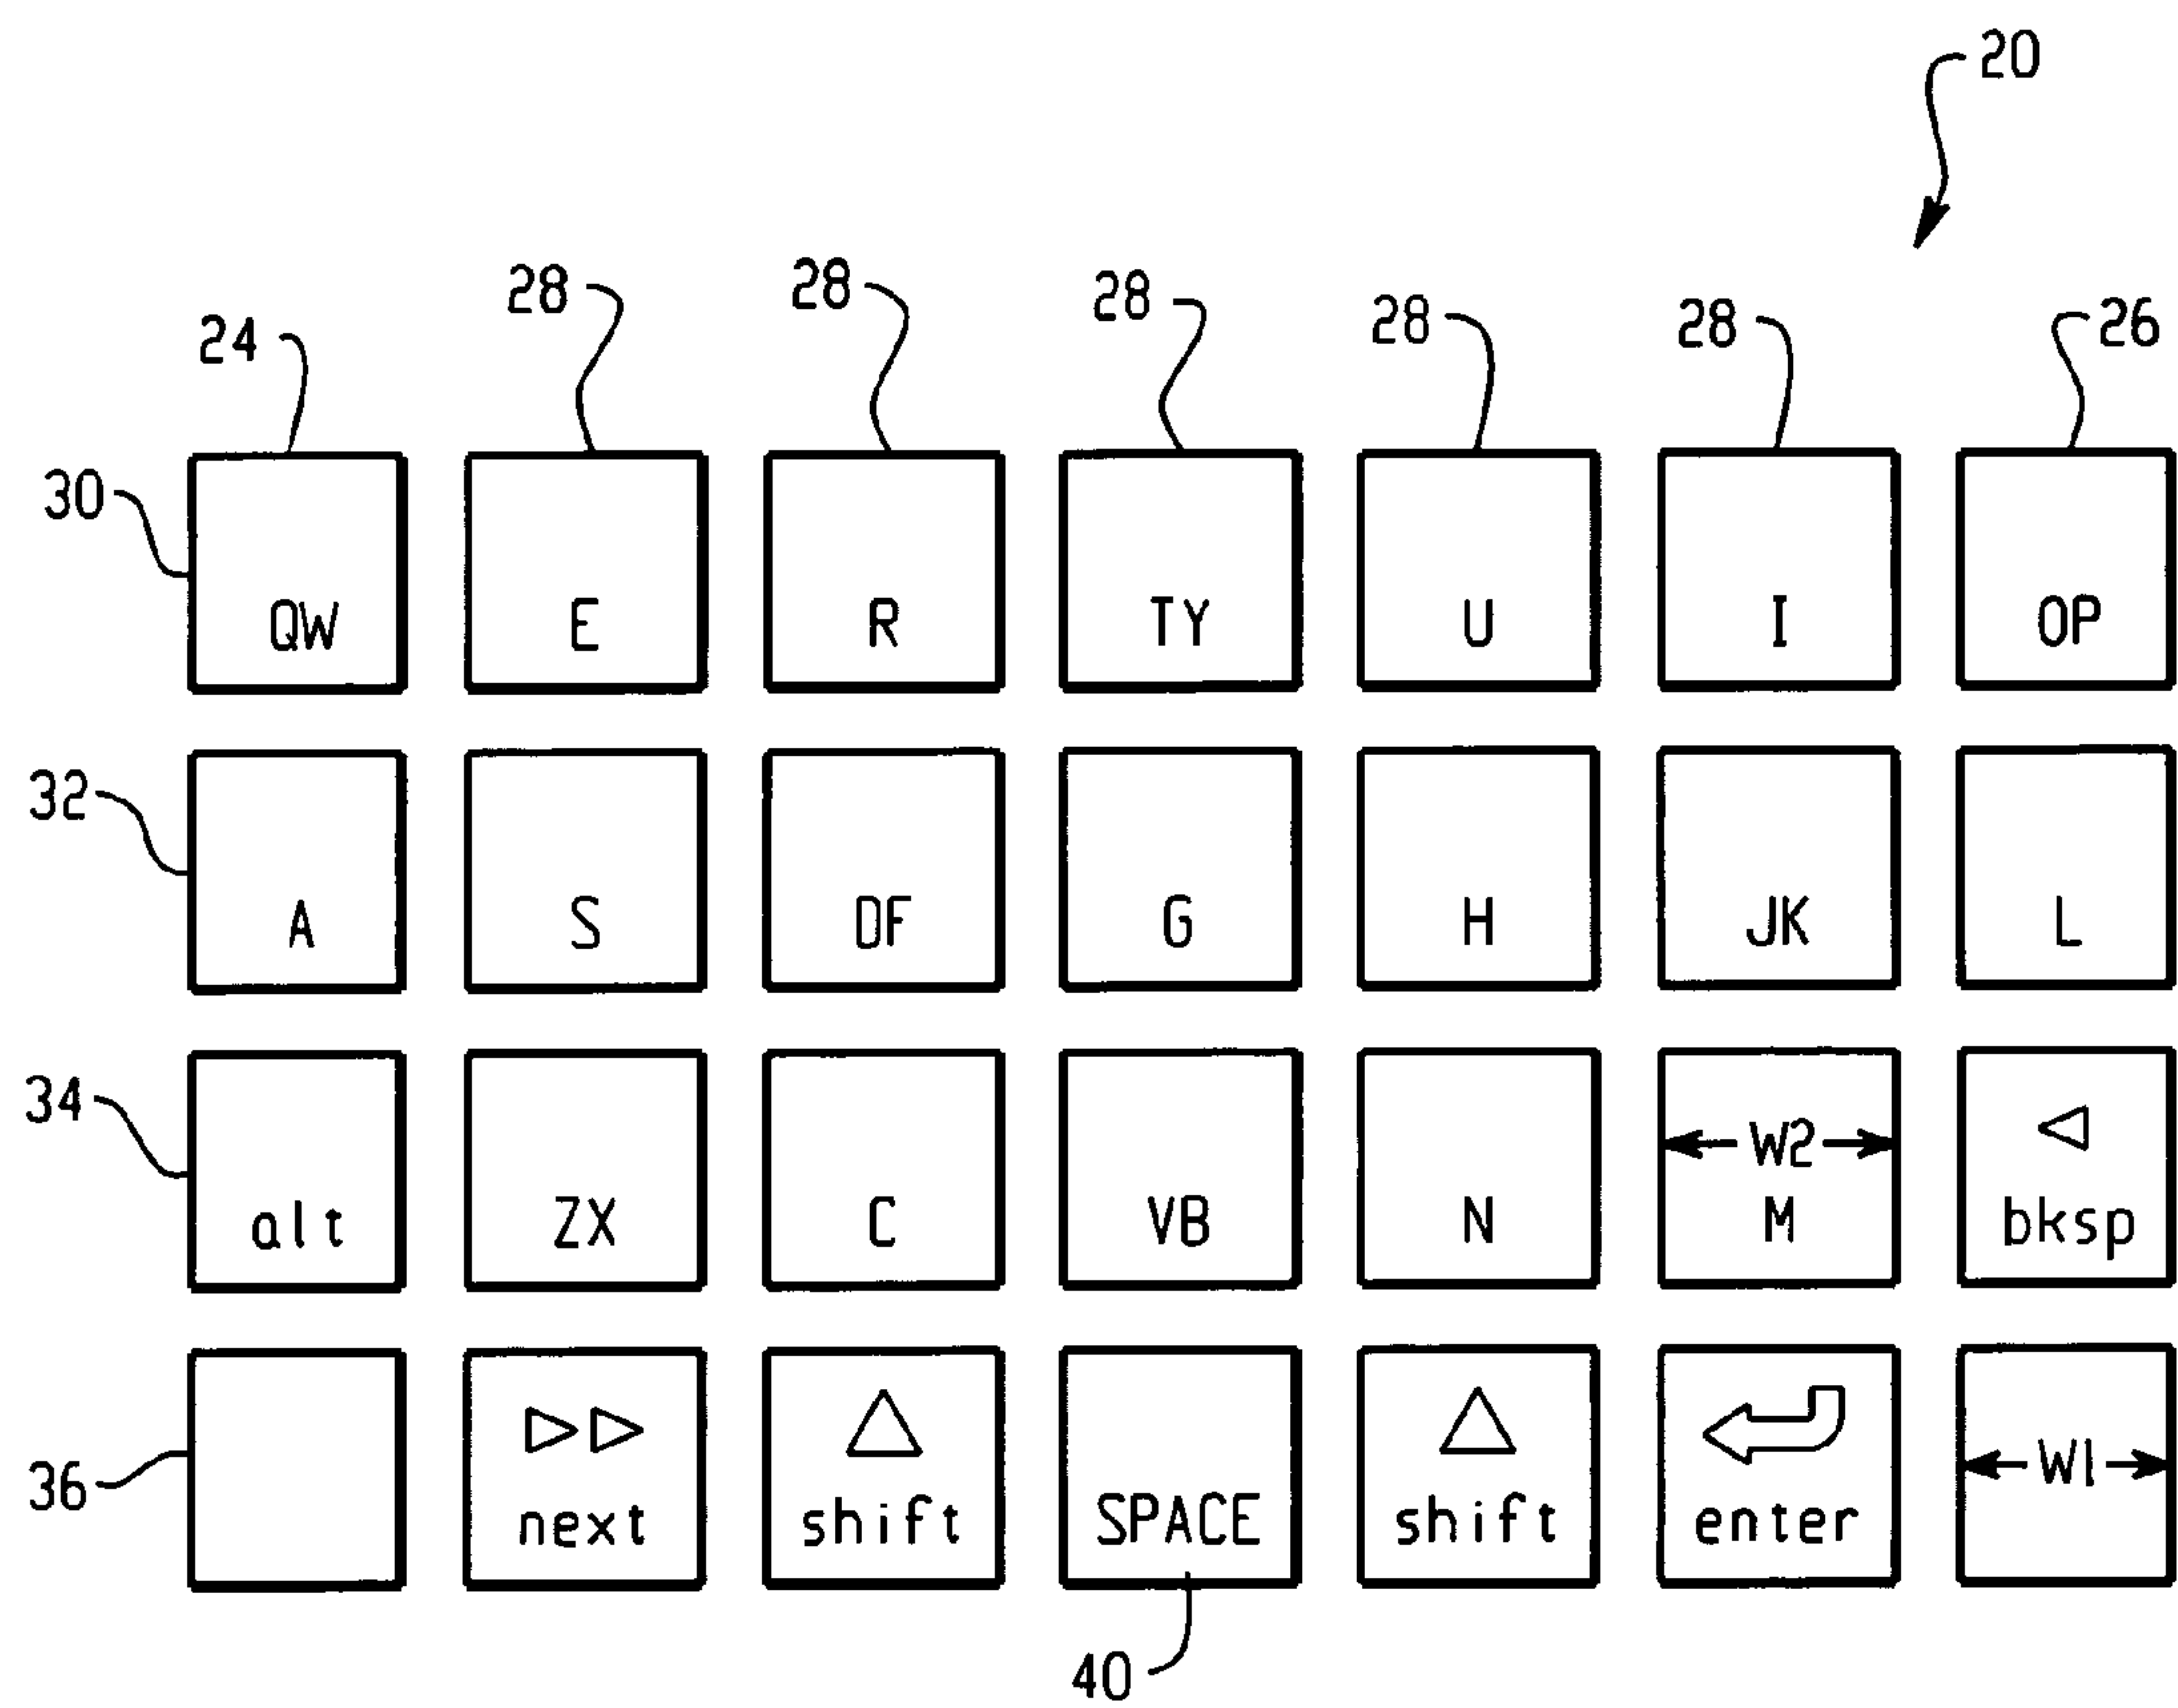 20
28 28 28 28 28 26
24
30
QW E R TY U I OP
32
A S DF G H JK L
34
W2
alt ZX C VB N M bksp
36
W1
next shift SPACE shift enter
40